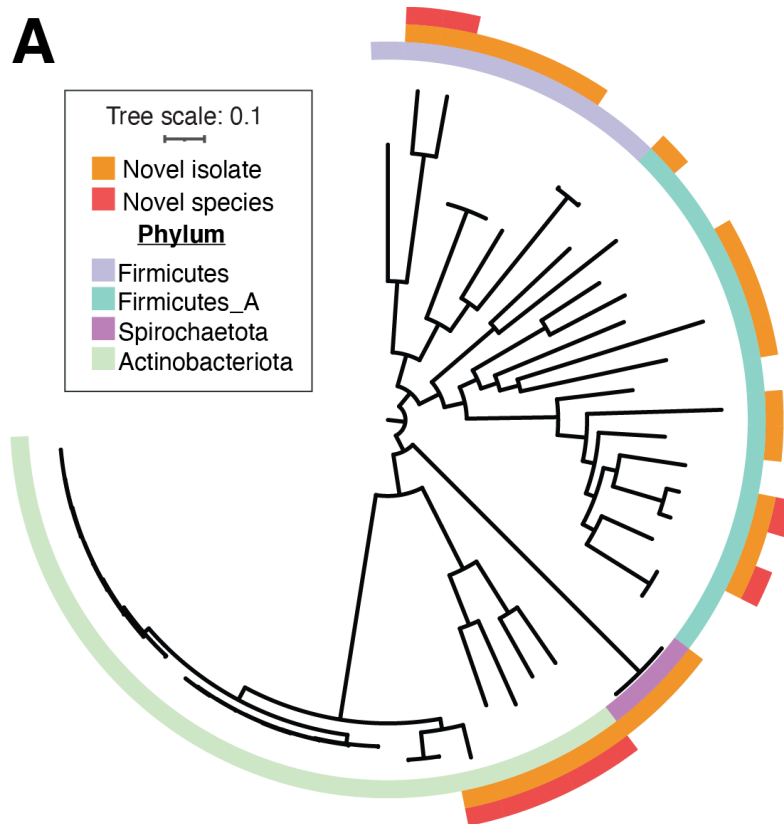 A
Tree scale: 0.1
Novel isolate
Novel species
Phylum
Firmicutes
Firmicutes_A
Spirochaetota
Actinobacteriota